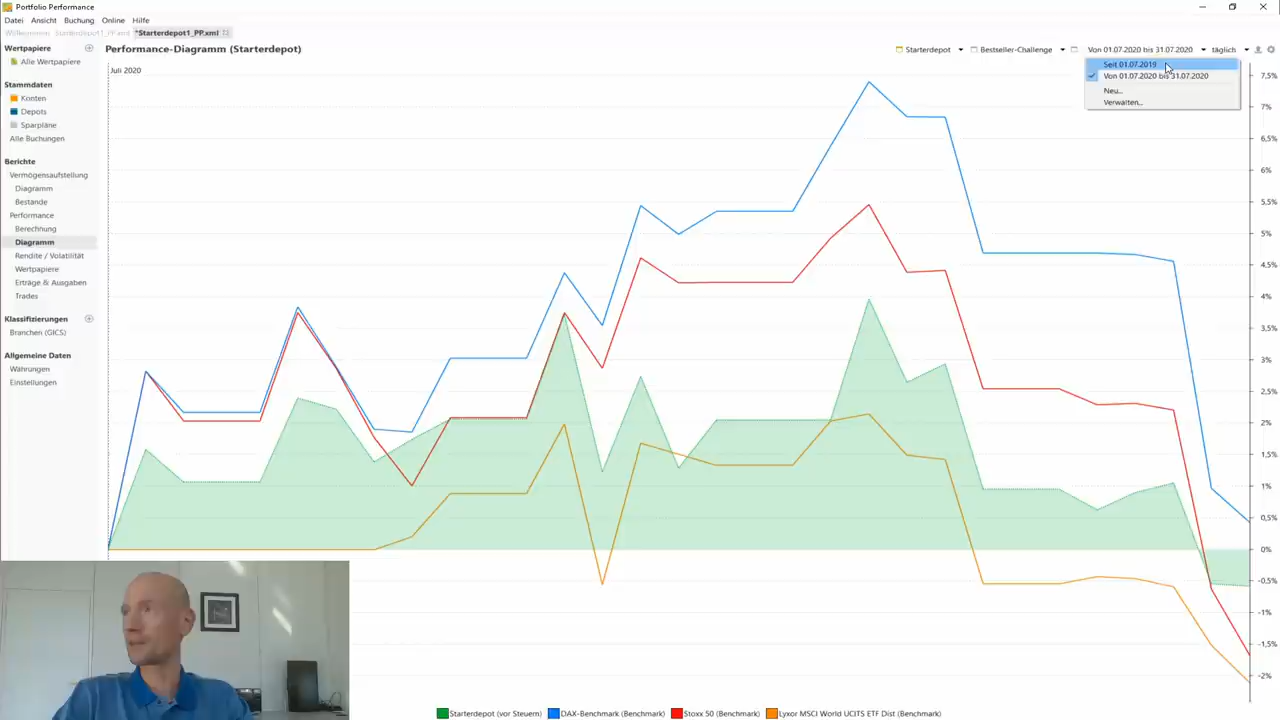 Portfolio Performance
Datei Ansicht Buchung Online Hilfe
Willkommen Starterdepot1_PP.xml *Starterdepot1_PP.xml
Wertpapiere
Alle Wertpapiere
Stammdaten
Konten
Depots
Sparpläne
Alle Buchungen
Berichte
Vermögensaufstellung
Diagramm
Bestände
Performance
Berechnung
Diagramm
Rendite / Volatilität
Wertpapiere
Erträge & Ausgaben
Trades
Klassifizierungen
Branchen (GICS)
Allgemeine Daten
Währungen
Einstellungen
Performance-Diagramm (Starterdepot)
Starterdepot Bestseller-Challenge Von 01.07.2020 bis 31.07.2020 täglich
Seit 01.07.2019
Von 01.07.2020 bis 31.07.2020
Neu...
Verwalten...
Juli 2020
7,5%
7%
6,5%
6%
5,5%
5%
4,5%
4%
3,5%
3%
2,5%
2%
1,5%
1%
0,5%
0%
-0,5%
-1%
-1,5%
-2%
Starterdepot (vor Steuern) DAX-Benchmark (Benchmark) Stoxx 50 (Benchmark) Lyxor MSCI World UCITS ETF Dist (Benchmark)